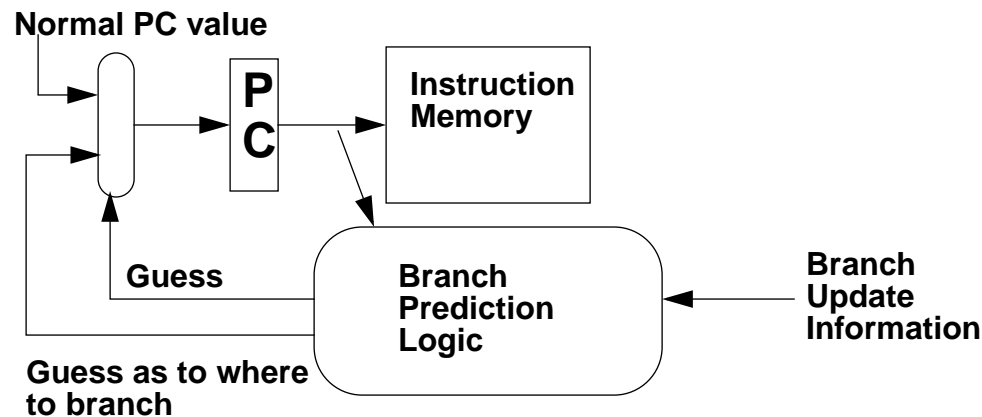 Normal PC value
P
C
Instruction
Memory
Guess
Branch
Prediction
Logic
Branch
Update
Information
Guess as to where
to branch